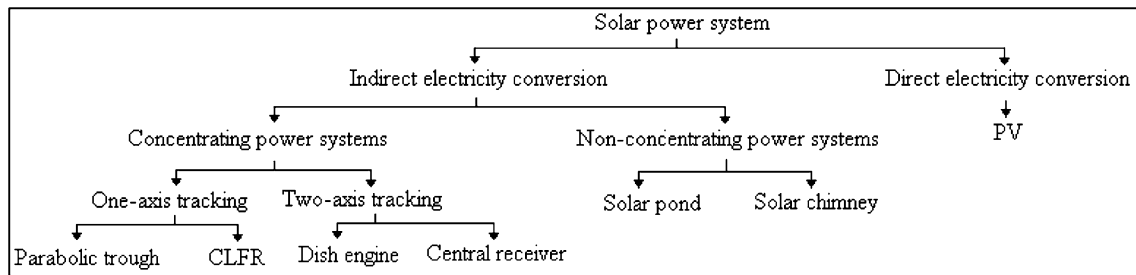 Solar power system
Indirect electricity conversion Direct electricity conversion
Concentrating power systems Non-concentrating power systems PV
One-axis tracking Two-axis tracking Solar pond Solar chimney
Parabolic trough CLFR Dish engine Central receiver